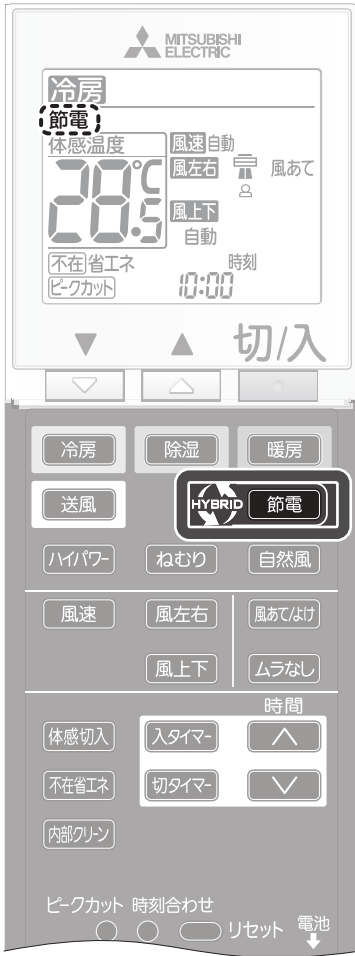 MITSUBISHI
ELECTRIC
冷房
節電
体感温度
風速 自動
28.5℃
風左右 風あて
風上下
自動
不在 省エネ
時刻
ピークカット
10:00
切/入
冷房 除湿 暖房
送風 HYBRID 節電
ハイパワー ねむり 自然風
風速 風左右 風あて/よけ
風上下 ムラなし
時間
体感切入 入タイマー
不在省エネ 切タイマー
内部クリーン
ピークカット 時刻合わせ
リセット 電池